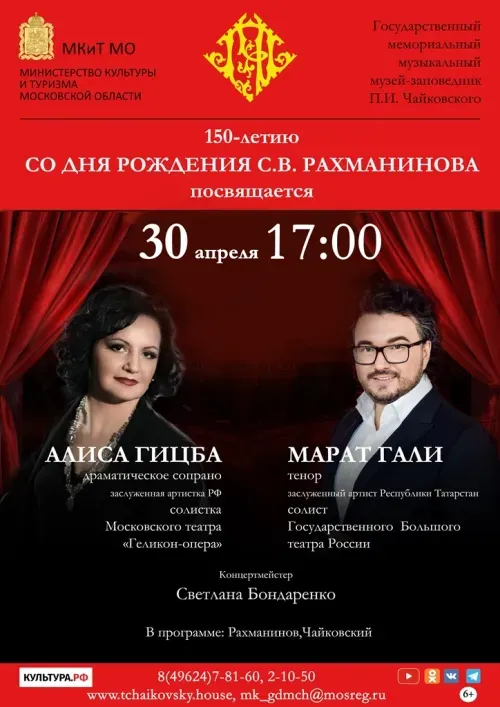 МКиТ МО
МИНИСТЕРСТВО КУЛЬТУРЫ
И ТУРИЗМА
МОСКОВСКОЙ ОБЛАСТИ
Государственный
мемориальный
музыкальный
музей-заповедник
П.И. Чайковского
150-летию
СО ДНЯ РОЖДЕНИЯ С.В. РАХМАНИНОВА
посвящается
30 апреля 17:00
АЛИСА ГИЦБА
драматическое сопрано
заслуженная артистка РФ
солистка
Московского театра
«Геликон-опера»
МАРАТ ГАЛИ
тенор
заслуженный артист Республики Татарстан
солист
Государственного Большого
театра России
Концертмейстер
Светлана Бондаренко
В программе: Рахманинов,Чайковский
КУЛЬТУРА.РФ
8(49624)7-81-60, 2-10-50
www.tchaikovsky.house, mk_gdmch@mosreg.ru
6+